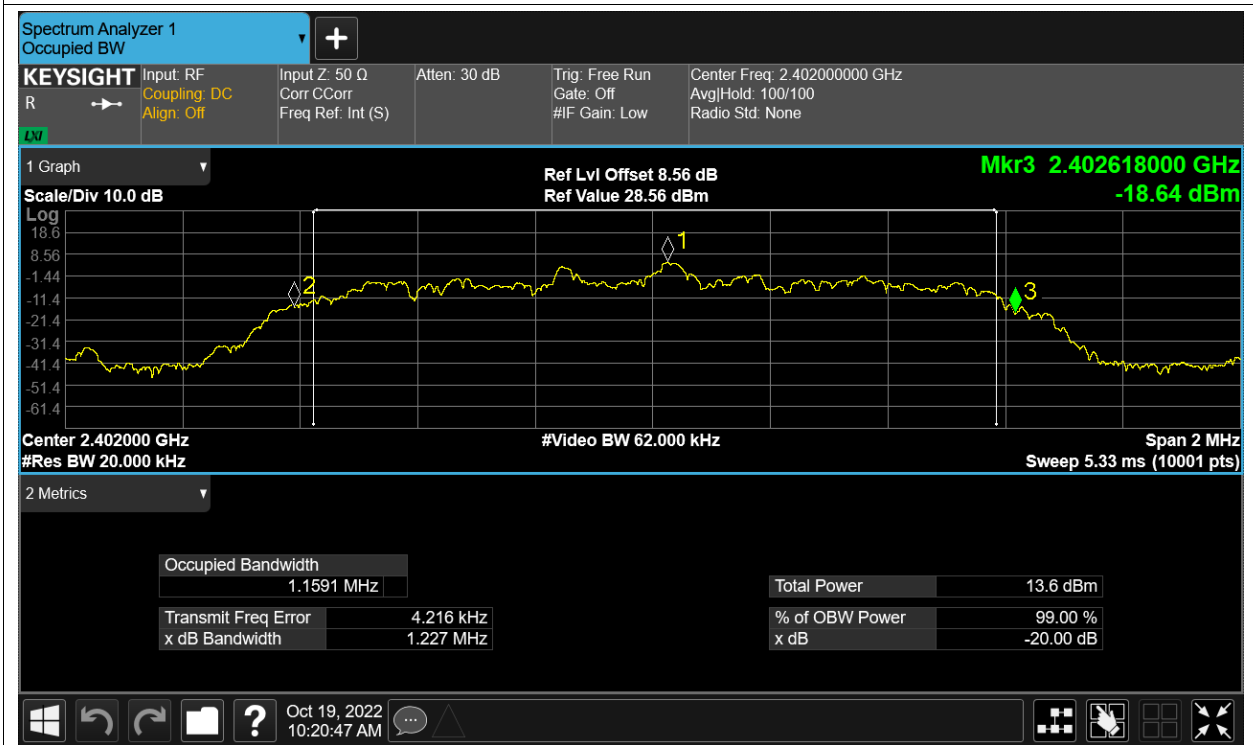 Spectrum Analyzer 1
Occupied BW
KEYSIGHT
R
LXI
Input: RF
Coupling: DC
Align: Off
Input Z: 50 Ω
Corr CCorr
Freq Ref: Int (S)
Atten: 30 dB
Trig: Free Run
Gate: Off
#IF Gain: Low
Center Freq: 2.402000000 GHz
Avg|Hold: 100/100
Radio Std: None
1 Graph
Scale/Div 10.0 dB
Ref Lvl Offset 8.56 dB
Ref Value 28.56 dBm
Mkr3 2.402618000 GHz
-18.64 dBm
Log
18.6
8.56
-1.44
-11.4
-21.4
-31.4
-41.4
-51.4
-61.4
1
2
3
Center 2.402000 GHz
#Res BW 20.000 kHz
#Video BW 62.000 kHz
Span 2 MHz
Sweep 5.33 ms (10001 pts)
2 Metrics
Occupied Bandwidth
1.1591 MHz
Transmit Freq Error 4.216 kHz
x dB Bandwidth 1.227 MHz
Total Power 13.6 dBm
% of OBW Power 99.00 %
x dB -20.00 dB
?
Oct 19, 2022
10:20:47 AM